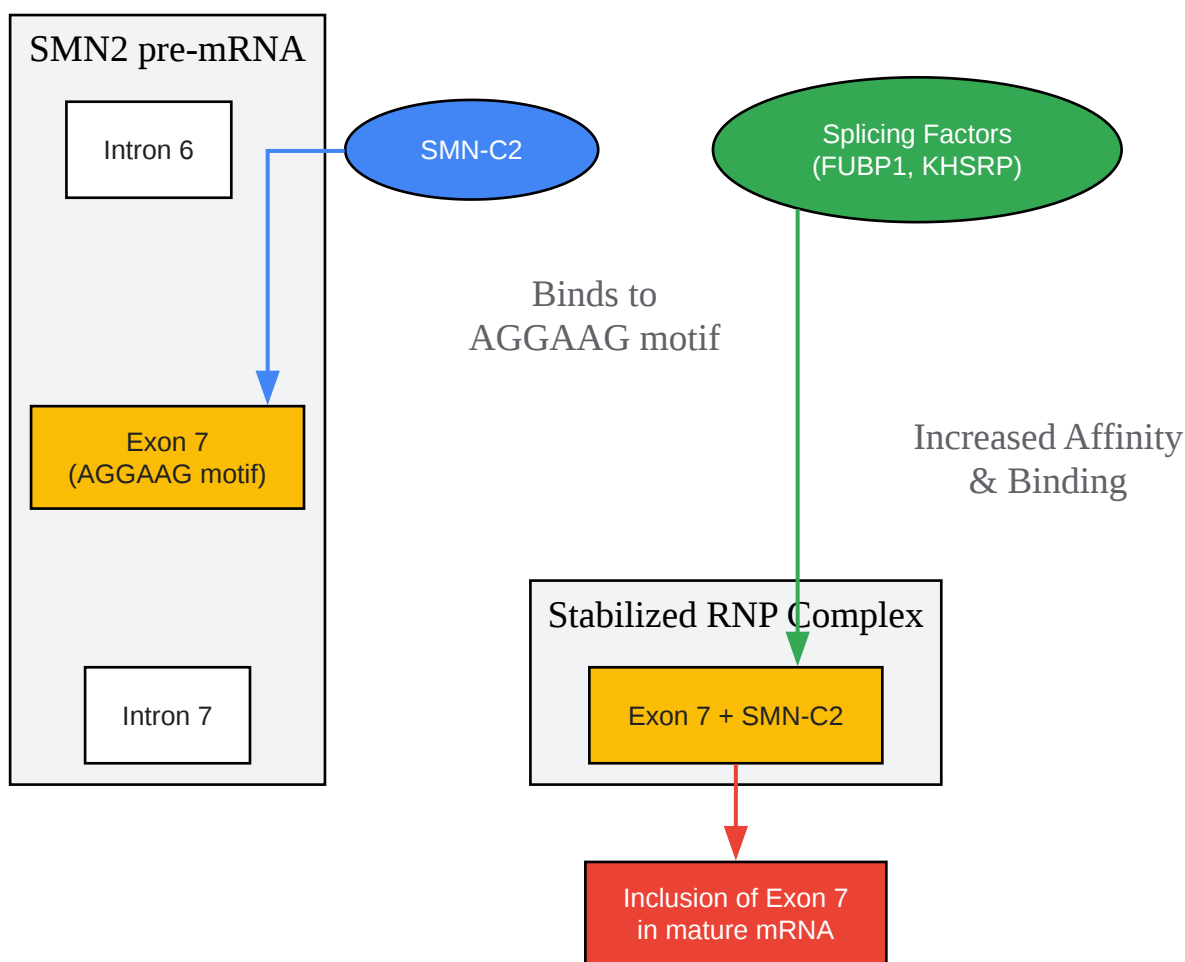 SMN2 pre-mRNA
Intron 6
SMN-C2
Splicing Factors
(FUBP1, KHSRP)
Binds to
AGGAAG motif
Exon 7
(AGGAAG motif)
Increased Affinity
& Binding
Stabilized RNP Complex
Intron 7
Exon 7 + SMN-C2
Inclusion of Exon 7
in mature mRNA